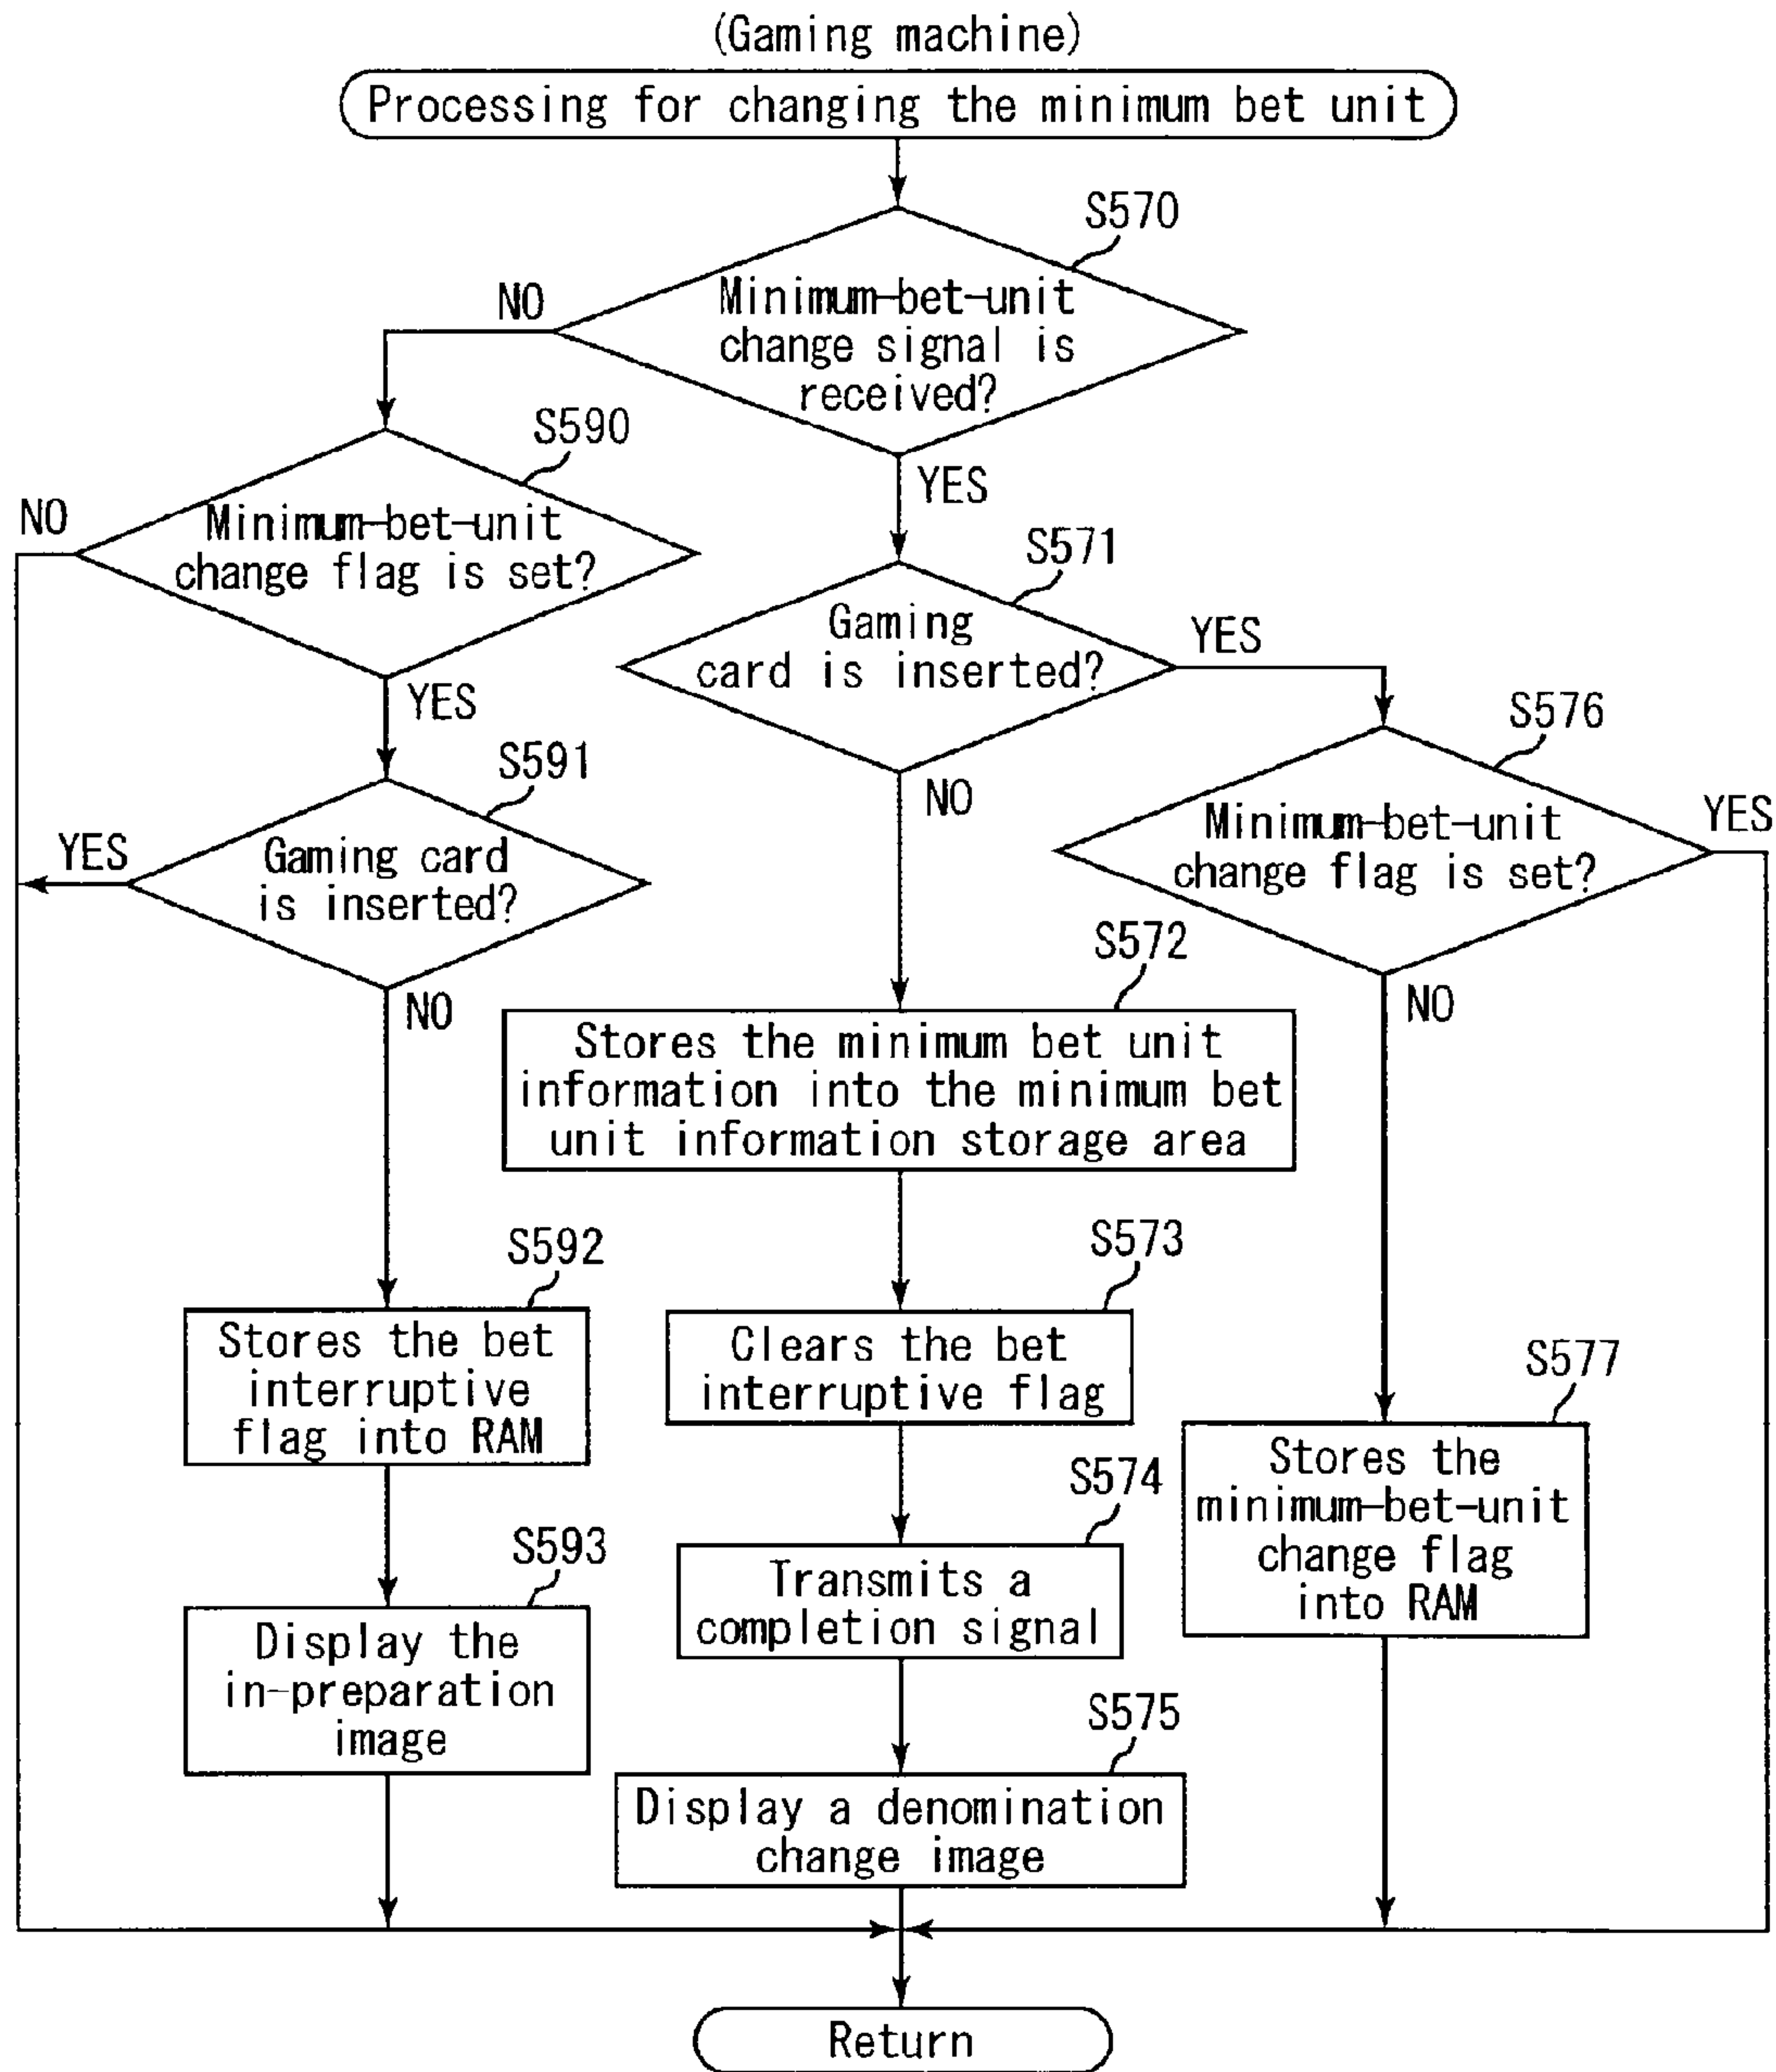 (Gaming machine)
Processing for changing the minimum bet unit
S570
Minimum-bet-unit
change signal is
received?
NO
YES
S590
Minimum-bet-unit
change flag is set?
NO
YES
S571
Gaming
card is inserted?
YES
NO
S591
Gaming card
is inserted?
YES
NO
S576
Minimum-bet-unit
change flag is set?
YES
NO
S572
Stores the minimum bet unit
information into the minimum bet
unit information storage area
S592
Stores the bet
interruptive
flag into RAM
S573
Clears the bet
interruptive flag
S577
Stores the
minimum-bet-unit
change flag
into RAM
S574
Transmits a
completion signal
S593
Display the
in-preparation
image
S575
Display a denomination
change image
Return